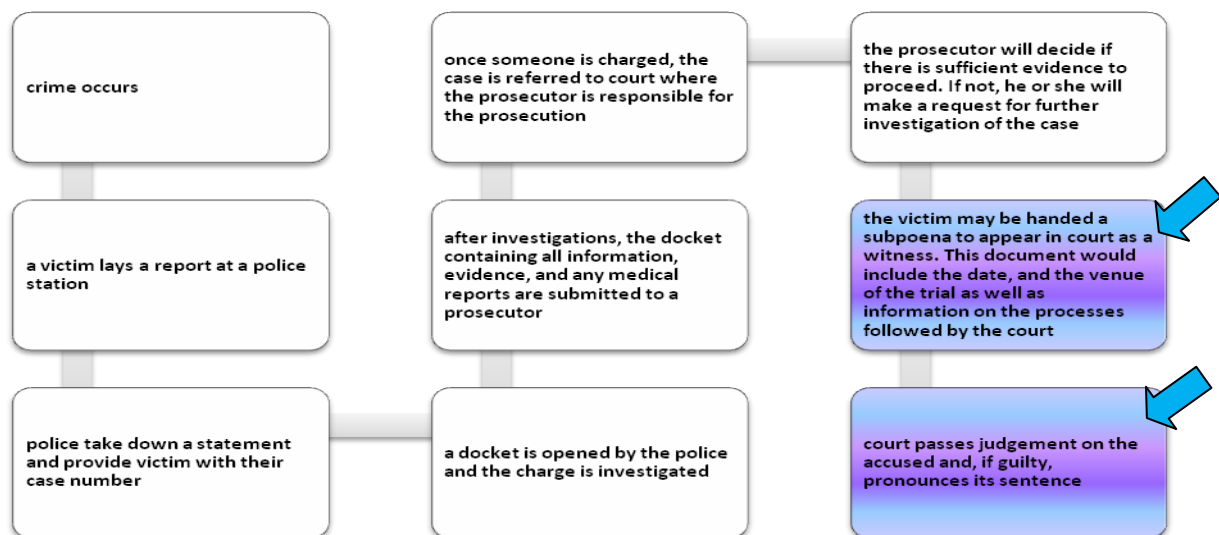 crime occurs
a victim lays a report at a police
station
police take down a statement
and provide victim with their
case number
a docket is opened by the police
and the charge is investigated
after investigations, the docket
containing all information,
evidence, and any medical
reports are submitted to a
prosecutor
once someone is charged, the
case is referred to court where
the prosecutor is responsible for
the prosecution
the prosecutor will decide if
there is sufficient evidence to
proceed. If not, he or she will
make a request for further
investigation of the case
the victim may be handed a
subpoena to appear in court as a
witness. This document would
include the date, and the venue
of the trial as well as
information on the processes
followed by the court
court passes judgement on the
accused and, if guilty,
pronounces its sentence